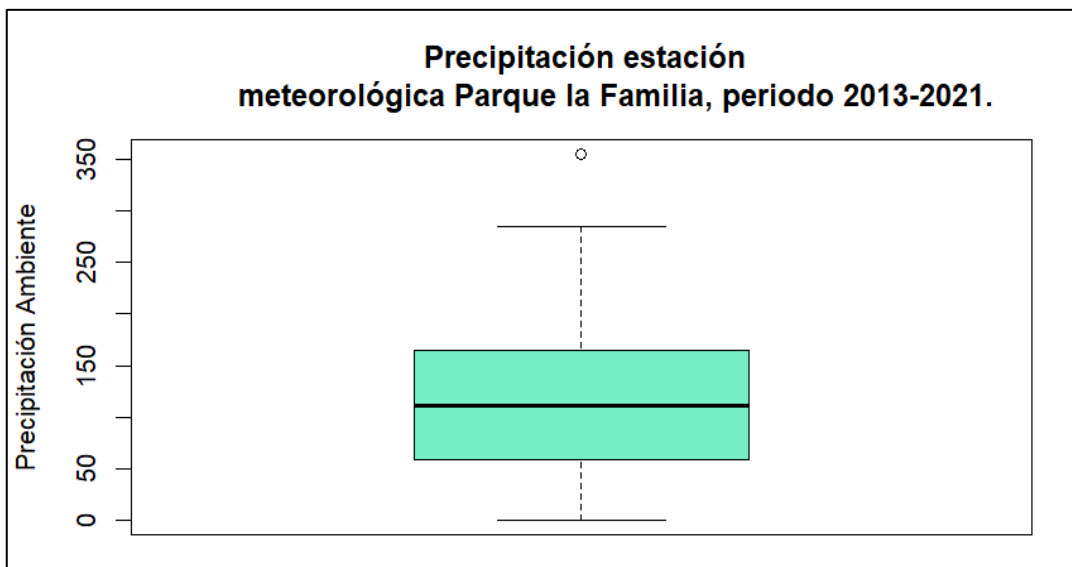 Precipitación estación
meteorológica Parque la Familia, periodo 2013-2021.
Precipitación Ambiente
350
250
150
50
0